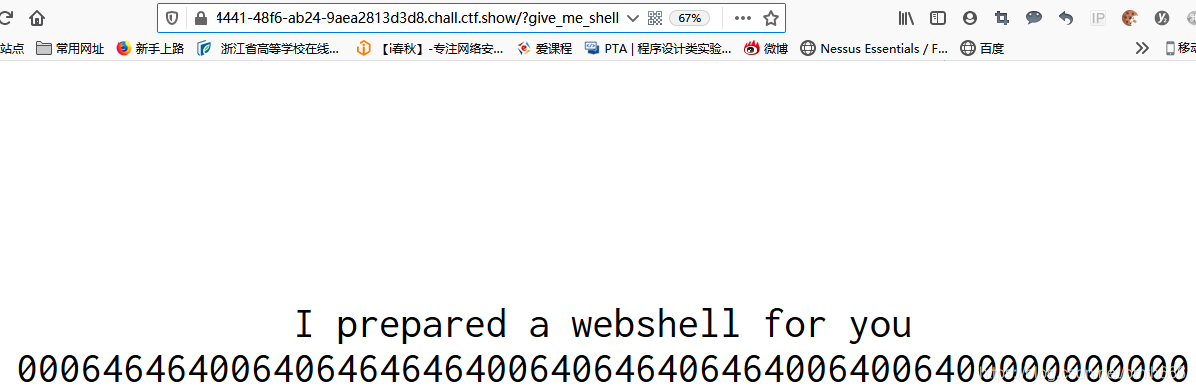 4441-48f6-ab24-9aea2813d3d8.chall.ctf.show/?give_me_shell 67% IP
站点 常用网址 新手上路 浙江省高等学校在线... 【i春秋】-专注网络安... 爱课程 PTA | 程序设计类实验... 微博 Nessus Essentials / F... 百度 移动
I prepared a webshell for you
0006464640064064646464006406464064640064006400000000000